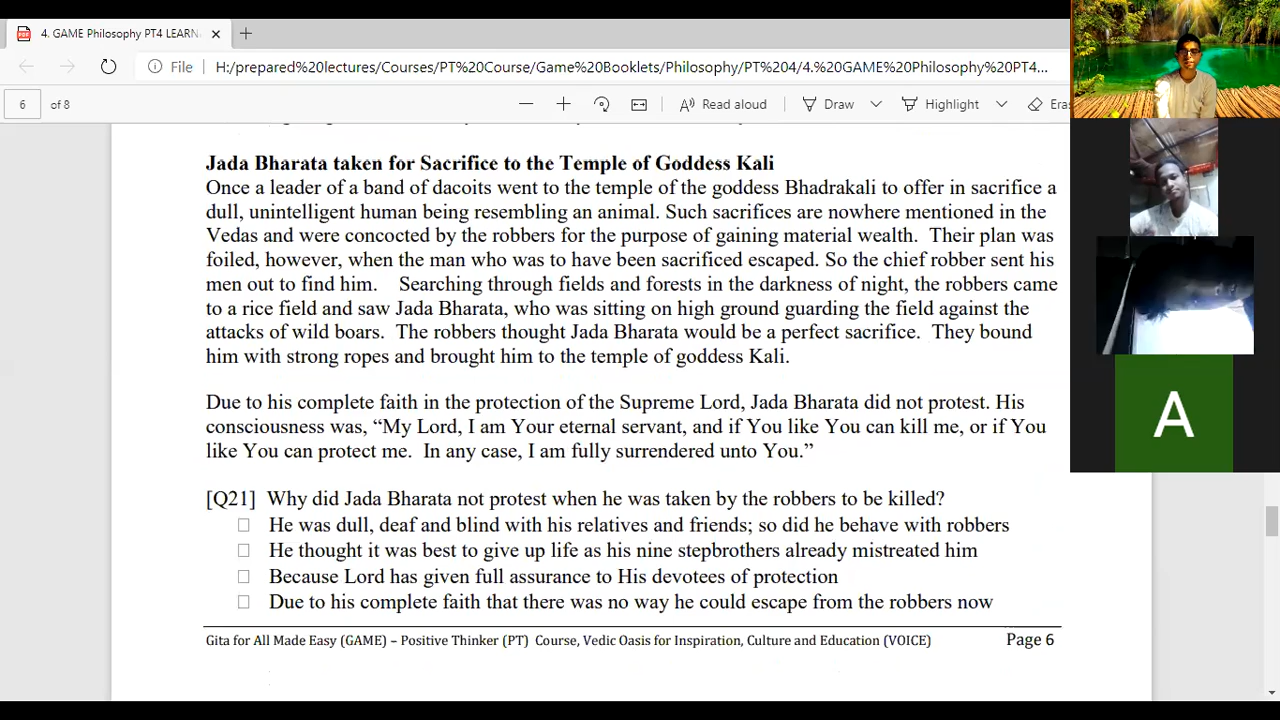 4. GAME Philosophy PT4 LEARN
File
H:/prepared%20lectures/Courses/PT%20Course/Game%20Booklets/Philosophy/PT%204/4.%20GAME%20Philosophy%20PT4...
6 of 8
Read aloud
Draw
Highlight
Eras
Jada Bharata taken for Sacrifice to the Temple of Goddess Kali
Once a leader of a band of dacoits went to the temple of the goddess Bhadrakali to offer in sacrifice a
dull, unintelligent human being resembling an animal. Such sacrifices are nowhere mentioned in the
Vedas and were concocted by the robbers for the purpose of gaining material wealth. Their plan was
foiled, however, when the man who was to have been sacrificed escaped. So the chief robber sent his
men out to find him. Searching through fields and forests in the darkness of night, the robbers came
to a rice field and saw Jada Bharata, who was sitting on high ground guarding the field against the
attacks of wild boars. The robbers thought Jada Bharata would be a perfect sacrifice. They bound
him with strong ropes and brought him to the temple of goddess Kali.
Due to his complete faith in the protection of the Supreme Lord, Jada Bharata did not protest. His
consciousness was, “My Lord, I am Your eternal servant, and if You like You can kill me, or if You
like You can protect me. In any case, I am fully surrendered unto You.”
[Q21] Why did Jada Bharata not protest when he was taken by the robbers to be killed?
He was dull, deaf and blind with his relatives and friends; so did he behave with robbers
He thought it was best to give up life as his nine stepbrothers already mistreated him
Because Lord has given full assurance to His devotees of protection
Due to his complete faith that there was no way he could escape from the robbers now
Gita for All Made Easy (GAME) – Positive Thinker (PT) Course, Vedic Oasis for Inspiration, Culture and Education (VOICE)
Page 6
A